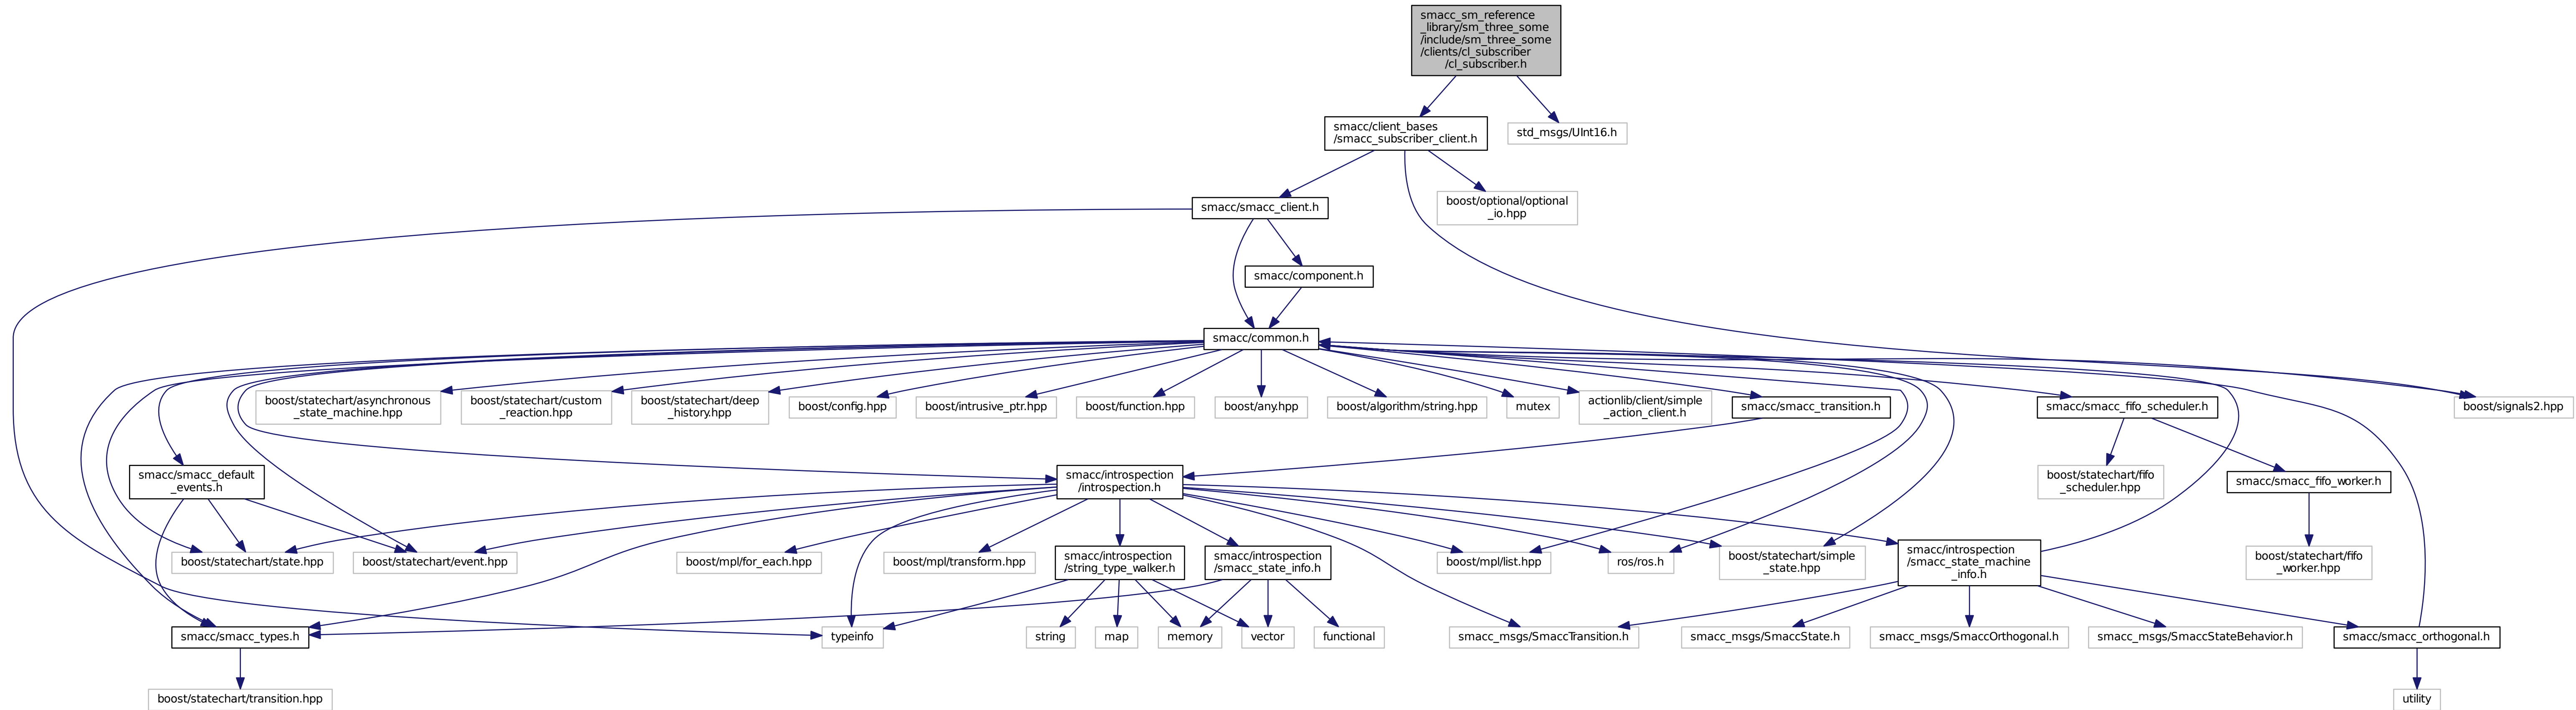 smacc_sm_reference
_library/sm_three_some
/include/sm_three_some
/clients/cl_subscriber
/cl_subscriber.h
smacc/client_bases
/smacc_subscriber_client.h
std_msgs/UInt16.h
smacc/smacc_client.h
boost/optional/optional
_io.hpp
smacc/component.h
smacc/common.h
boost/statechart/asynchronous
_state_machine.hpp
boost/statechart/custom
_reaction.hpp
boost/statechart/deep
_history.hpp
boost/config.hpp
boost/intrusive_ptr.hpp
boost/function.hpp
boost/any.hpp
boost/algorithm/string.hpp
mutex
actionlib/client/simple
_action_client.h
smacc/smacc_transition.h
smacc/smacc_fifo_scheduler.h
boost/signals2.hpp
smacc/smacc_default
_events.h
smacc/introspection
/introspection.h
boost/statechart/fifo
_scheduler.hpp
smacc/smacc_fifo_worker.h
boost/statechart/state.hpp
boost/statechart/event.hpp
boost/mpl/for_each.hpp
boost/mpl/transform.hpp
smacc/introspection
/string_type_walker.h
smacc/introspection
/smacc_state_info.h
boost/mpl/list.hpp
ros/ros.h
boost/statechart/simple
_state.hpp
smacc/introspection
/smacc_state_machine
_info.h
boost/statechart/fifo
_worker.hpp
smacc/smacc_types.h
typeinfo
string
map
memory
vector
functional
smacc_msgs/SmaccTransition.h
smacc_msgs/SmaccState.h
smacc_msgs/SmaccOrthogonal.h
smacc_msgs/SmaccStateBehavior.h
smacc/smacc_orthogonal.h
boost/statechart/transition.hpp
utility